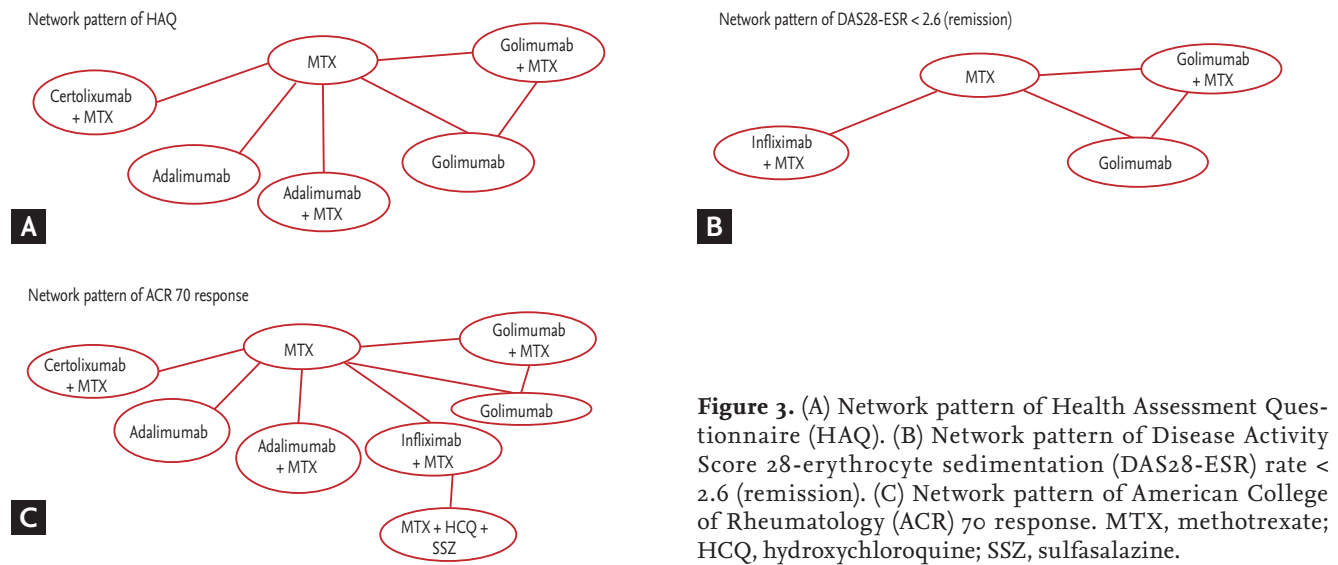 Network pattern of HAQ
MTX
Golimumab
+ MTX
Certolixumab
+ MTX
Adalimumab
Adalimumab
+ MTX
Golimumab
A
Network pattern of DAS28-ESR < 2.6 (remission)
MTX
Golimumab
+ MTX
Infliximab
+ MTX
Golimumab
B
Network pattern of ACR 70 response
MTX
Golimumab
+ MTX
Certolixumab
+ MTX
Adalimumab
Adalimumab
+ MTX
Infliximab
+ MTX
Golimumab
MTX + HCQ +
SSZ
C
Figure 3. (A) Network pattern of Health Assessment Ques-
tionnaire (HAQ). (B) Network pattern of Disease Activity
Score 28-erythrocyte sedimentation (DAS28-ESR) rate <
2.6 (remission). (C) Network pattern of American College
of Rheumatology (ACR) 70 response. MTX, methotrexate;
HCQ, hydroxychloroquine; SSZ, sulfasalazine.